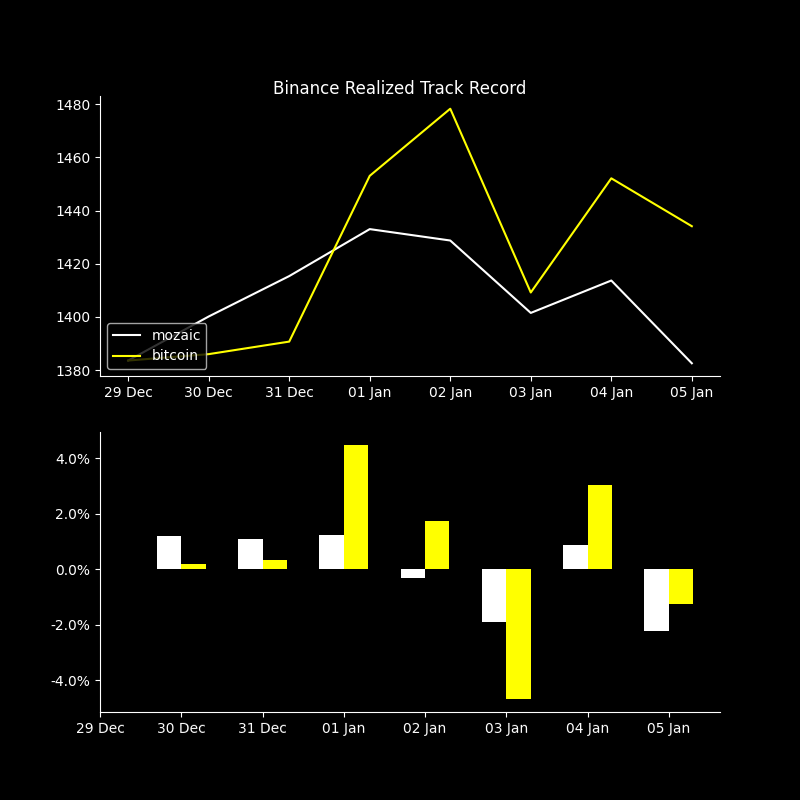 Binance Realized Track Record
1480
1460
1440
1420
1400
1380
mozaic
bitcoin
29 Dec 30 Dec 31 Dec 01 Jan 02 Jan 03 Jan 04 Jan 05 Jan
4.0%
2.0%
0.0%
-2.0%
-4.0%
29 Dec 30 Dec 31 Dec 01 Jan 02 Jan 03 Jan 04 Jan 05 Jan